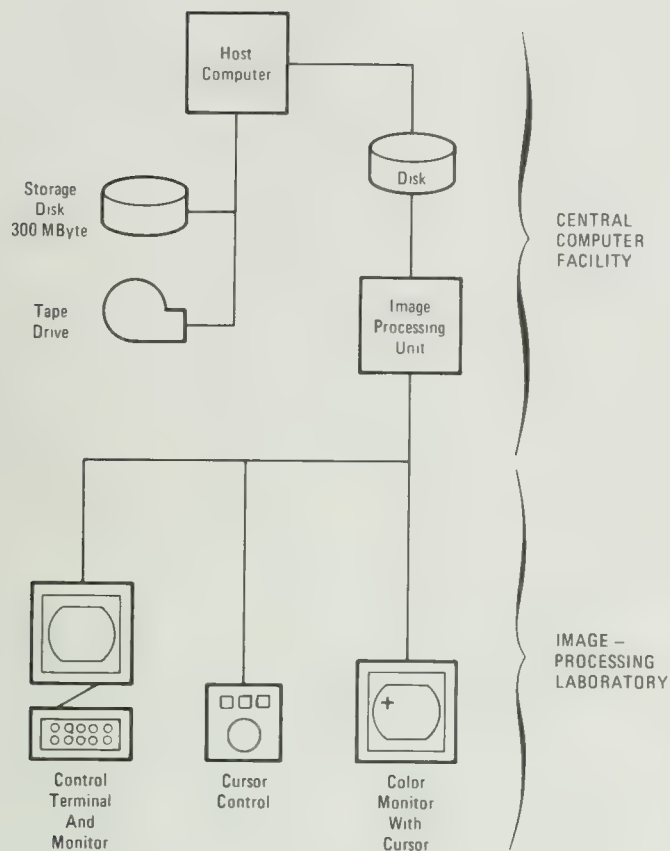 Host
Computer
Storage
Disk
300 MByte
Disk
CENTRAL
COMPUTER
FACILITY
Tape
Drive
Image
Processing
Unit
IMAGE –
PROCESSING
LABORATORY
Control
Terminal
And
Monitor
Cursor
Control
Color
Monitor
With
Cursor